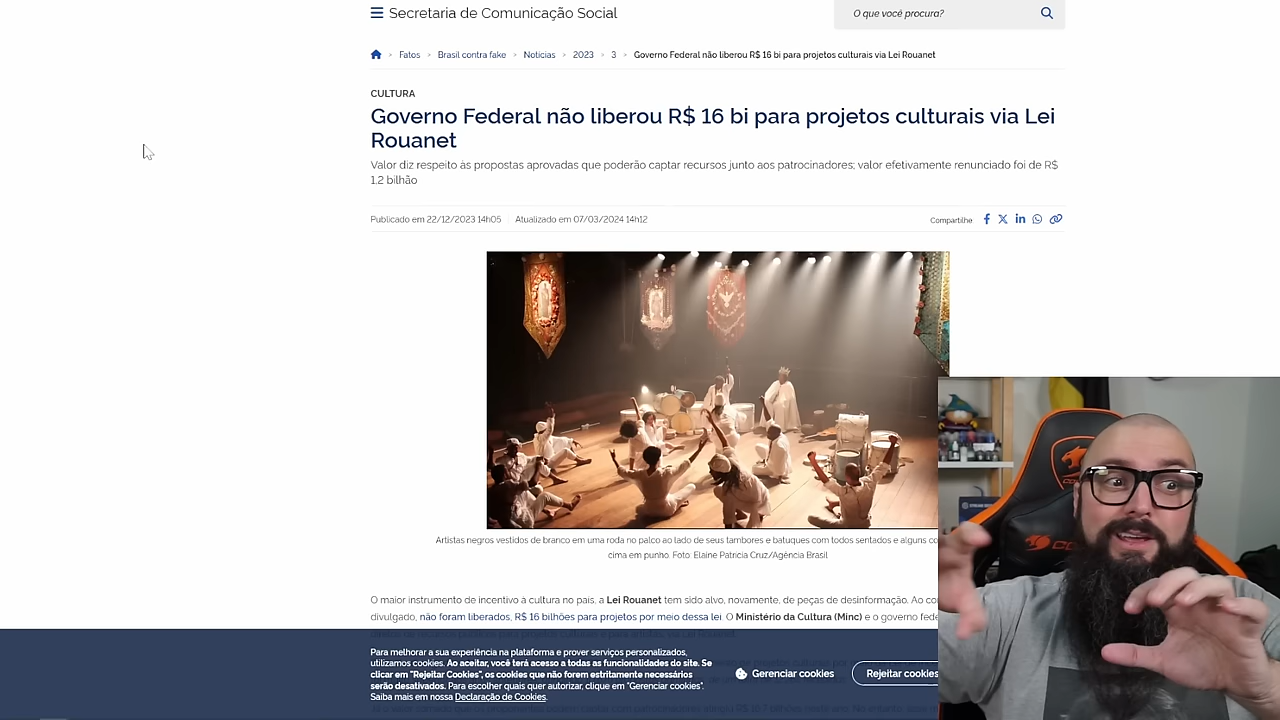 Secretaria de Comunicação Social
O que você procura?
Fatos > Brasil contra fake > Notícias > 2023 > 3 > Governo Federal não liberou R$ 16 bi para projetos culturais via Lei Rouanet
CULTURA
Governo Federal não liberou R$ 16 bi para projetos culturais via Lei
Rouanet
Valor diz respeito às propostas aprovadas que poderão captar recursos junto aos patrocinadores; valor efetivamente renunciado foi de R$
1,2 bilhão
Publicado em 22/12/2023 14h05 Atualizado em 07/03/2024 14h12
Compartilhe:
Artistas negros vestidos de branco em uma roda no palco ao lado de seus tambores e batuques com todos sentados e alguns co
cima em punho. Foto: Elaine Patricia Cruz/Agência Brasil
O maior instrumento de incentivo à cultura no país, a Lei Rouanet tem sido alvo, novamente, de peças de desinformação. Ao co
divulgado, não foram liberados, R$ 16 bilhões para projetos por meio dessa lei. O Ministério da Cultura (Minc) e o governo fede
Para melhorar a sua experiência na plataforma e prover serviços personalizados,
utilizamos cookies. Ao aceitar, você terá acesso a todas as funcionalidades do site. Se
clicar em "Rejeitar Cookies", os cookies que não forem estritamente necessários
serão desativados. Para escolher quais quer autorizar, clique em "Gerenciar cookies".
Saiba mais em nossa Declaração de Cookies.
Gerenciar cookies
Rejeitar cookies